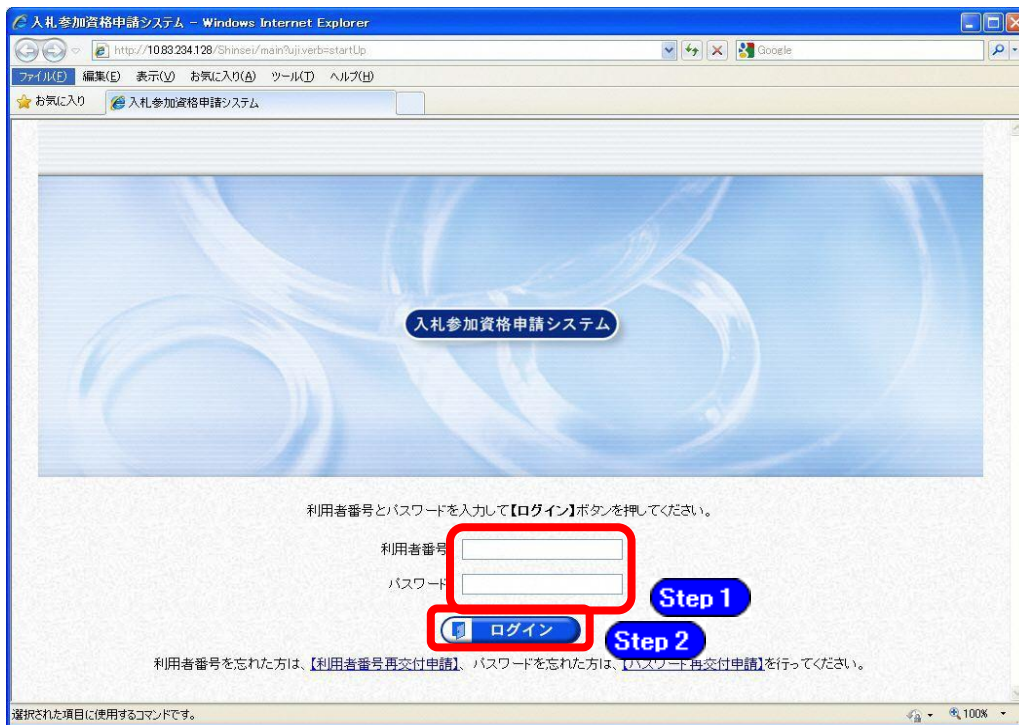 入札参加資格申請システム - Windows Internet Explorer
http://10.83.234.128/Shinsei/main?uji.verb=startUp
Google
ファイル(F) 編集(E) 表示(V) お気に入り(A) ツール(T) ヘルプ(H)
お気に入り 入札参加資格申請システム
入札参加資格申請システム
利用者番号とパスワードを入力して【ログイン】ボタンを押してください。
利用者番号
パスワード
Step 1
ログイン
Step 2
利用者番号を忘れた方は、【利用者番号再交付申請】、パスワードを忘れた方は、【パスワード再交付申請】を行ってください。
選択された項目に使用するコマンドです。
100%